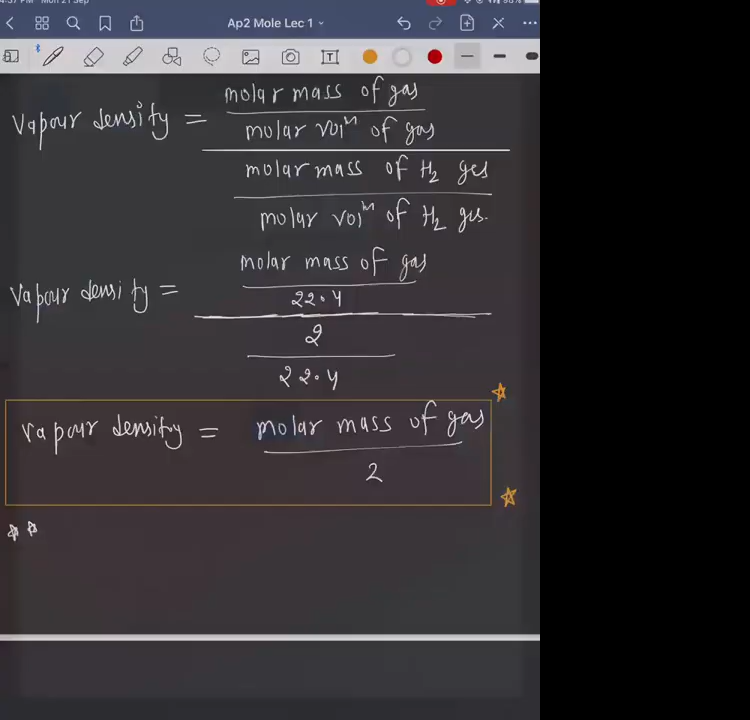 Ap2 Mole Lec 1
T
molar mass of gas
Vapour density =
molar volm of gas
molar mass of H2 gas
molar volm of H2 gas.
molar mass of gas
Vapour density =
22.4
2
22.4
Vapour density = molar mass of gas
2